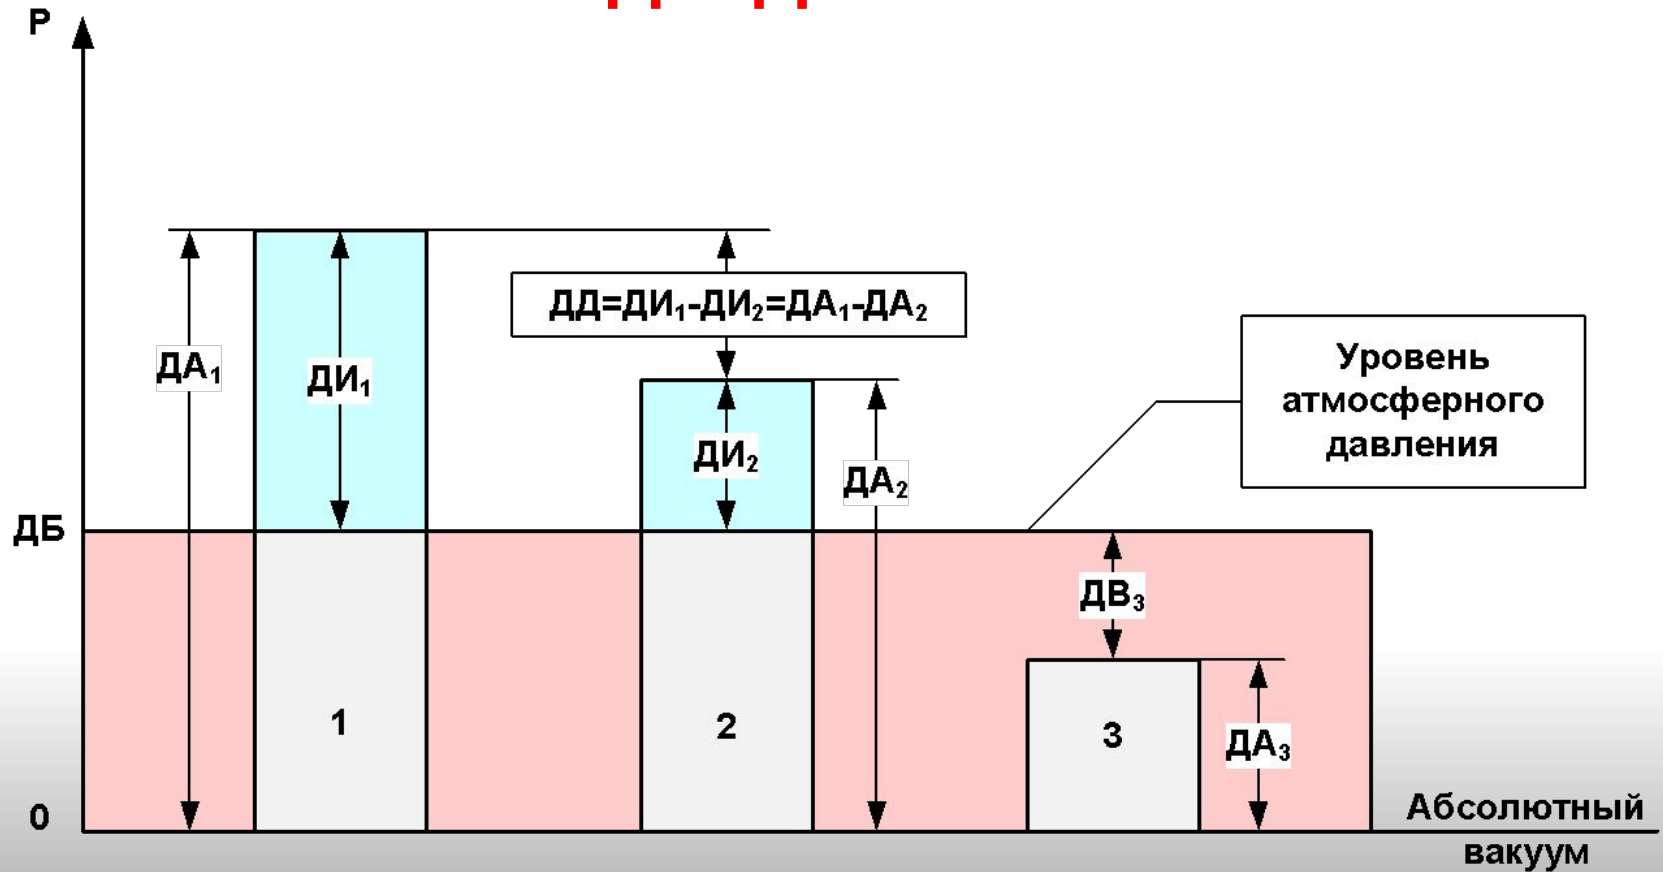 P
ДД=ДИ₁-ДИ₂=ДА₁-ДА₂
Уровень
атмосферного
давления
ДА₁
ДИ₁
ДИ₂
ДА₂
ДБ
ДВ₃
1
2
3
ДА₃
0
Абсолютный
вакуум